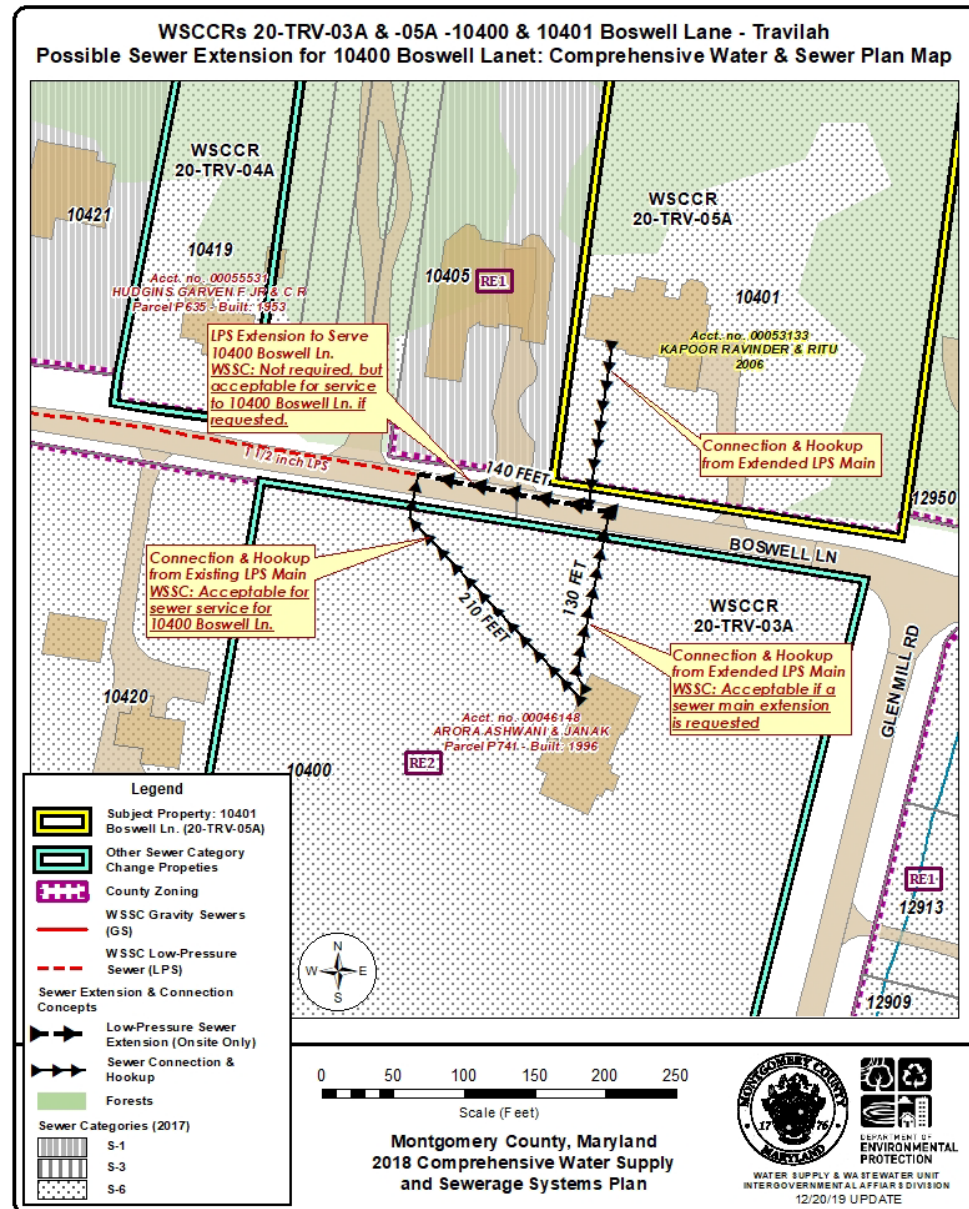 WSCCRs 20-TRV-03A & -05A -10400 & 10401 Boswell Lane - Travilah
Possible Sewer Extension for 10400 Boswell Lanet: Comprehensive Water & Sewer Plan Map
WSCCR
20-TRV-04A
10421
10419
Acct. no. 00055531
HUDGINS GARVEN F JR & C R
Parcel P635 - Built: 1953
10405
RE1
WSCCR
20-TRV-05A
10401
Acct. no. 00053133
KAPOOR RAVINDER & RITU
2006
LPS Extension to Serve
10400 Boswell Ln.
WSSC: Not required, but
acceptable for service
to 10400 Boswell Ln. if
requested.
Connection & Hookup
from Extended LPS Main
1 1/2 inch LPS
140 FEET
12950
BOSWELL LN
Connection & Hookup
from Existing LPS Main
WSSC: Acceptable for
sewer service for
10400 Boswell Ln.
210 FEET
130 FET
WSCCR
20-TRV-03A
Connection & Hookup
from Extended LPS Main
WSSC: Acceptable if a
sewer main extension
is requested
GLEN MILL RD
10420
Acct. no. 00046148
ARORA ASHWANI & JANAK
Parcel P741 - Built: 1996
RE2
10400
RE1
12913
12909
N
W E
S
Legend
Subject Property: 10401
Boswell Ln. (20-TRV-05A)
Other Sewer Category
Change Propeties
County Zoning
WSSC Gravity Sewers
(GS)
WSSC Low-Pressure
Sewer (LPS)
Sewer Extension & Connection
Concepts
Low-Pressure Sewer
Extension (Onsite Only)
Sewer Connection &
Hookup
Forests
Sewer Categories (2017)
S-1
S-3
S-6
0 50 100 150 200 250
Scale (Feet)
Montgomery County, Maryland
2018 Comprehensive Water Supply
and Sewerage Systems Plan
MONTGOMERY COUNTY
17 76
MARYLAND
DEPARTMENT OF
ENVIRONMENTAL
PROTECTION
WATER SUPPLY & WASTEWATER UNIT
INTERGOVERNMENTAL AFFIARS DIVISION
12/20/19 UPDATE